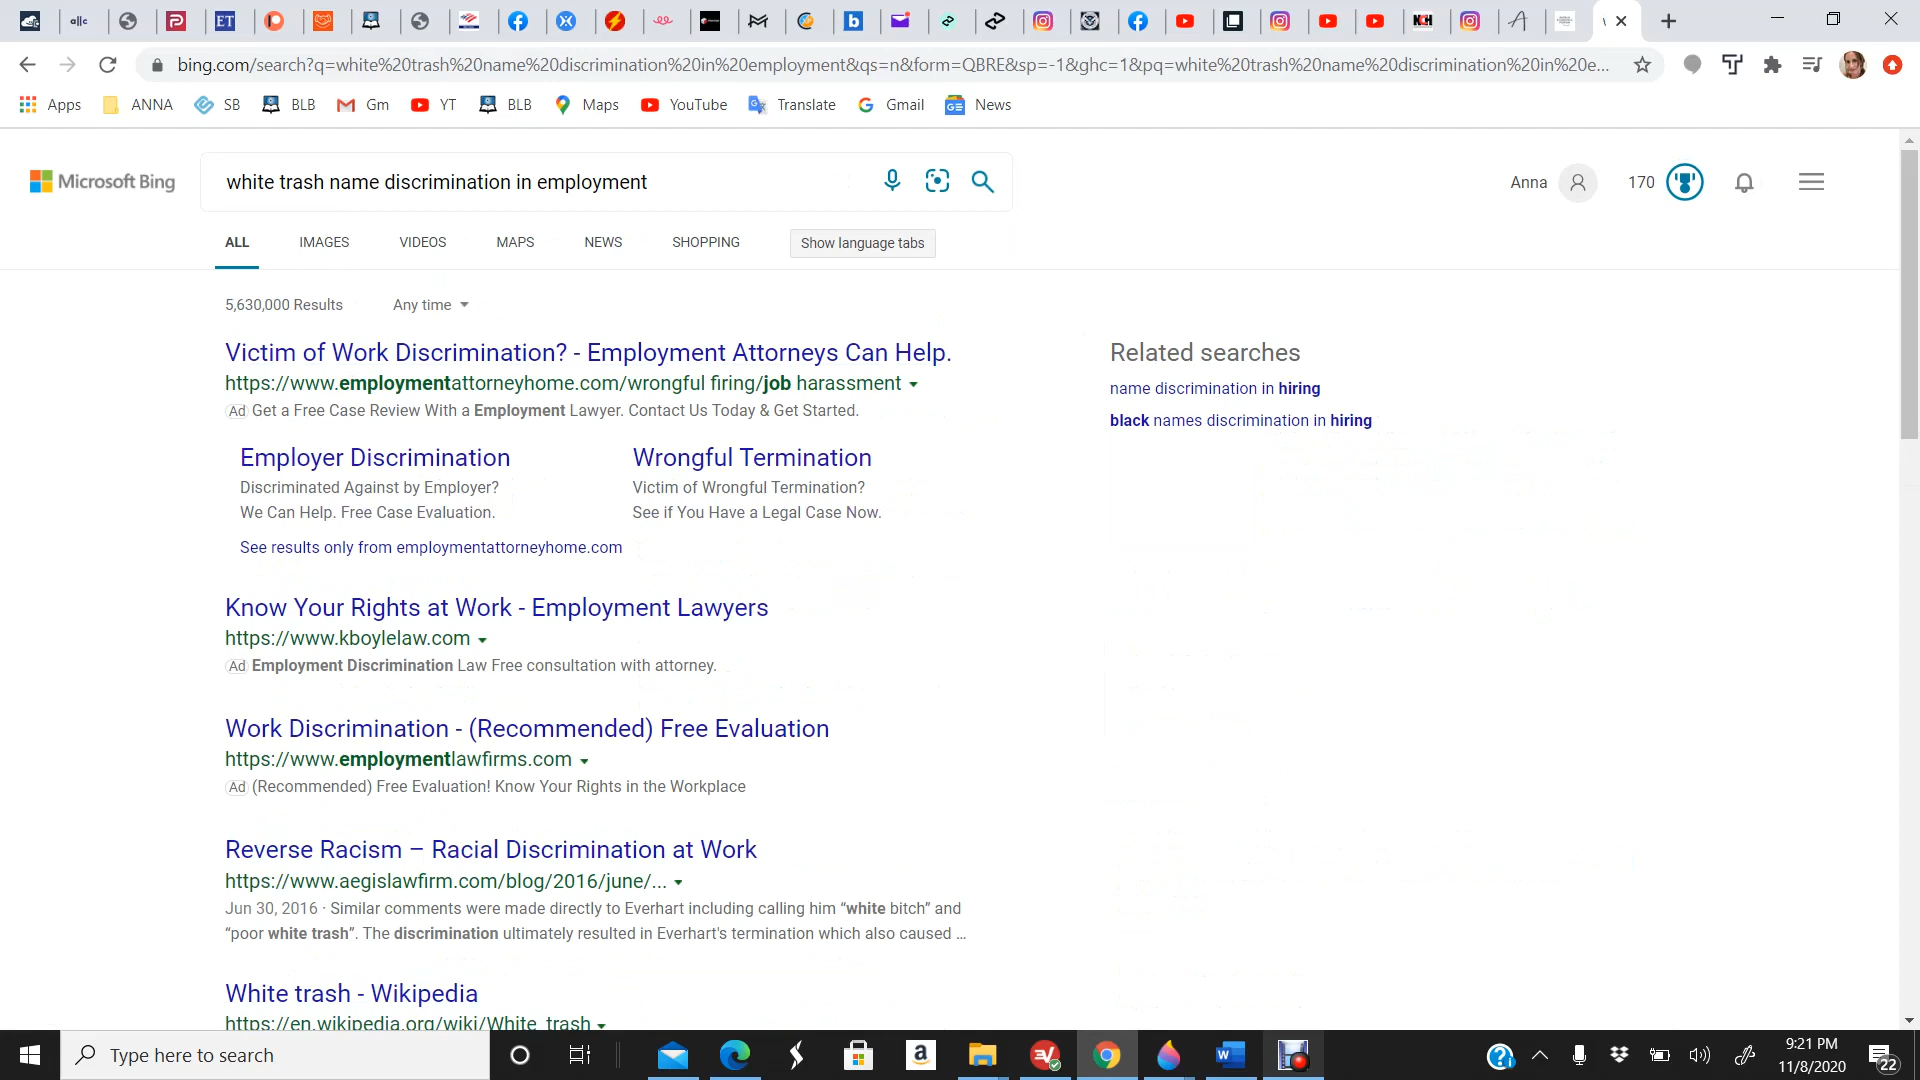 bing.com/search?q=white%20trash%20name%20discrimination%20in%20employment&qs=n&form=QBRE&sp=-1&ghc=1&pq=white%20trash%20name%20discrimination%20in%20e...
Apps ANNA SB BLB Gm YT BLB Maps YouTube Translate Gmail News
Microsoft Bing
white trash name discrimination in employment
Anna 170
ALL IMAGES VIDEOS MAPS NEWS SHOPPING Show language tabs
5,630,000 Results Any time
Victim of Work Discrimination? - Employment Attorneys Can Help.
https://www.employmentattorneyhome.com/wrongful firing/job harassment
Ad Get a Free Case Review With a Employment Lawyer. Contact Us Today & Get Started.
Employer Discrimination
Discriminated Against by Employer?
We Can Help. Free Case Evaluation.
Wrongful Termination
Victim of Wrongful Termination?
See if You Have a Legal Case Now.
See results only from employmentattorneyhome.com
Know Your Rights at Work - Employment Lawyers
https://www.kboylelaw.com
Ad Employment Discrimination Law Free consultation with attorney.
Work Discrimination - (Recommended) Free Evaluation
https://www.employmentlawfirms.com
Ad (Recommended) Free Evaluation! Know Your Rights in the Workplace
Reverse Racism – Racial Discrimination at Work
https://www.aegislawfirm.com/blog/2016/june/...
Jun 30, 2016 · Similar comments were made directly to Everhart including calling him “white bitch” and
“poor white trash”. The discrimination ultimately resulted in Everhart's termination which also caused ...
White trash - Wikipedia
https://en.wikipedia.org/wiki/White_trash
Related searches
name discrimination in hiring
black names discrimination in hiring
Type here to search
9:21 PM
11/8/2020
22